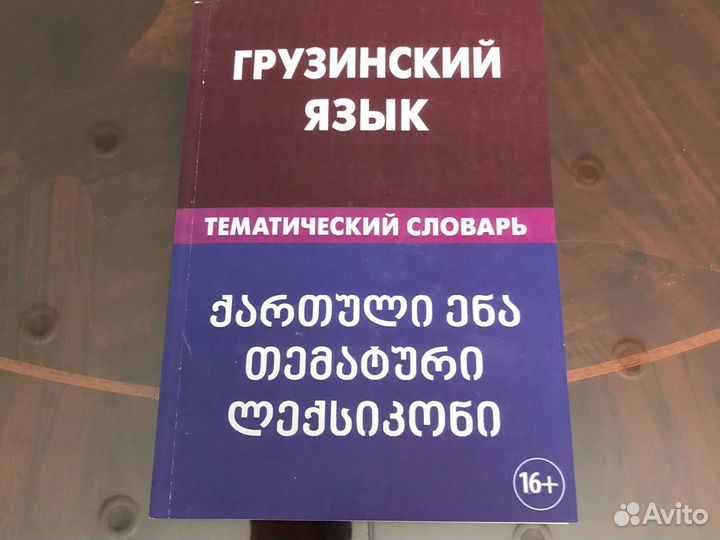 ГРУЗИНСКИЙ
ЯЗЫК
ТЕМАТИЧЕСКИЙ СЛОВАРЬ
ქართული ენა
თემატური
ლექსიკონი
16+
Avito